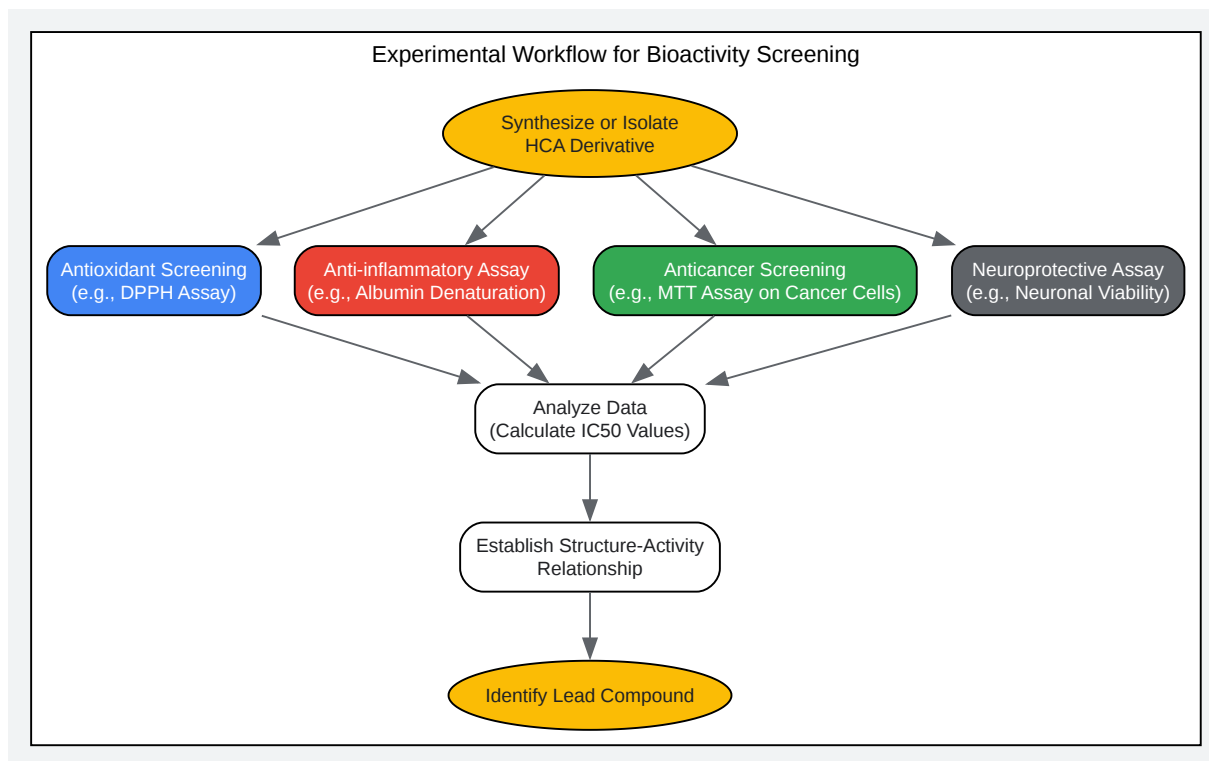 Experimental Workflow for Bioactivity Screening
Synthesize or Isolate
HCA Derivative
Antioxidant Screening
(e.g., DPPH Assay)
Anti-inflammatory Assay
(e.g., Albumin Denaturation)
Anticancer Screening
(e.g., MTT Assay on Cancer Cells)
Neuroprotective Assay
(e.g., Neuronal Viability)
Analyze Data
(Calculate IC50 Values)
Establish Structure-Activity
Relationship
Identify Lead Compound